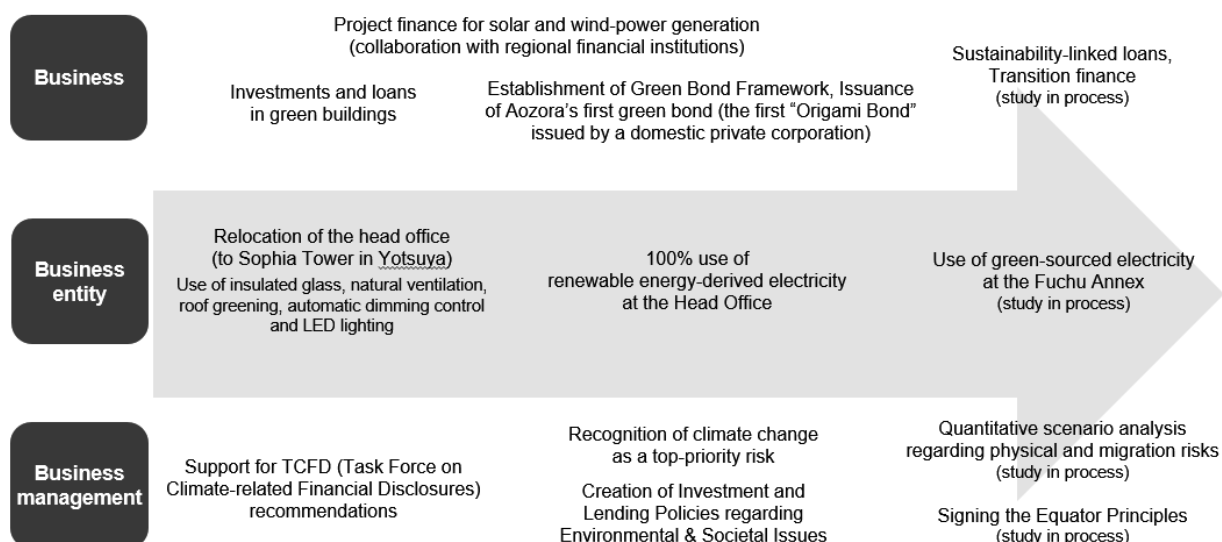 Business
Project finance for solar and wind-power generation
(collaboration with regional financial institutions)
Investments and loans
in green buildings
Establishment of Green Bond Framework, Issuance
of Aozora's first green bond (the first “Origami Bond”
issued by a domestic private corporation)
Sustainability-linked loans,
Transition finance
(study in process)
Business
entity
Relocation of the head office
(to Sophia Tower in Yotsuya)
Use of insulated glass, natural ventilation,
roof greening, automatic dimming control
and LED lighting
100% use of
renewable energy-derived electricity
at the Head Office
Use of green-sourced electricity
at the Fuchu Annex
(study in process)
Business
management
Support for TCFD (Task Force on
Climate-related Financial Disclosures)
recommendations
Recognition of climate change
as a top-priority risk
Creation of Investment and
Lending Policies regarding
Environmental & Societal Issues
Quantitative scenario analysis
regarding physical and migration risks
(study in process)
Signing the Equator Principles
(study in process)